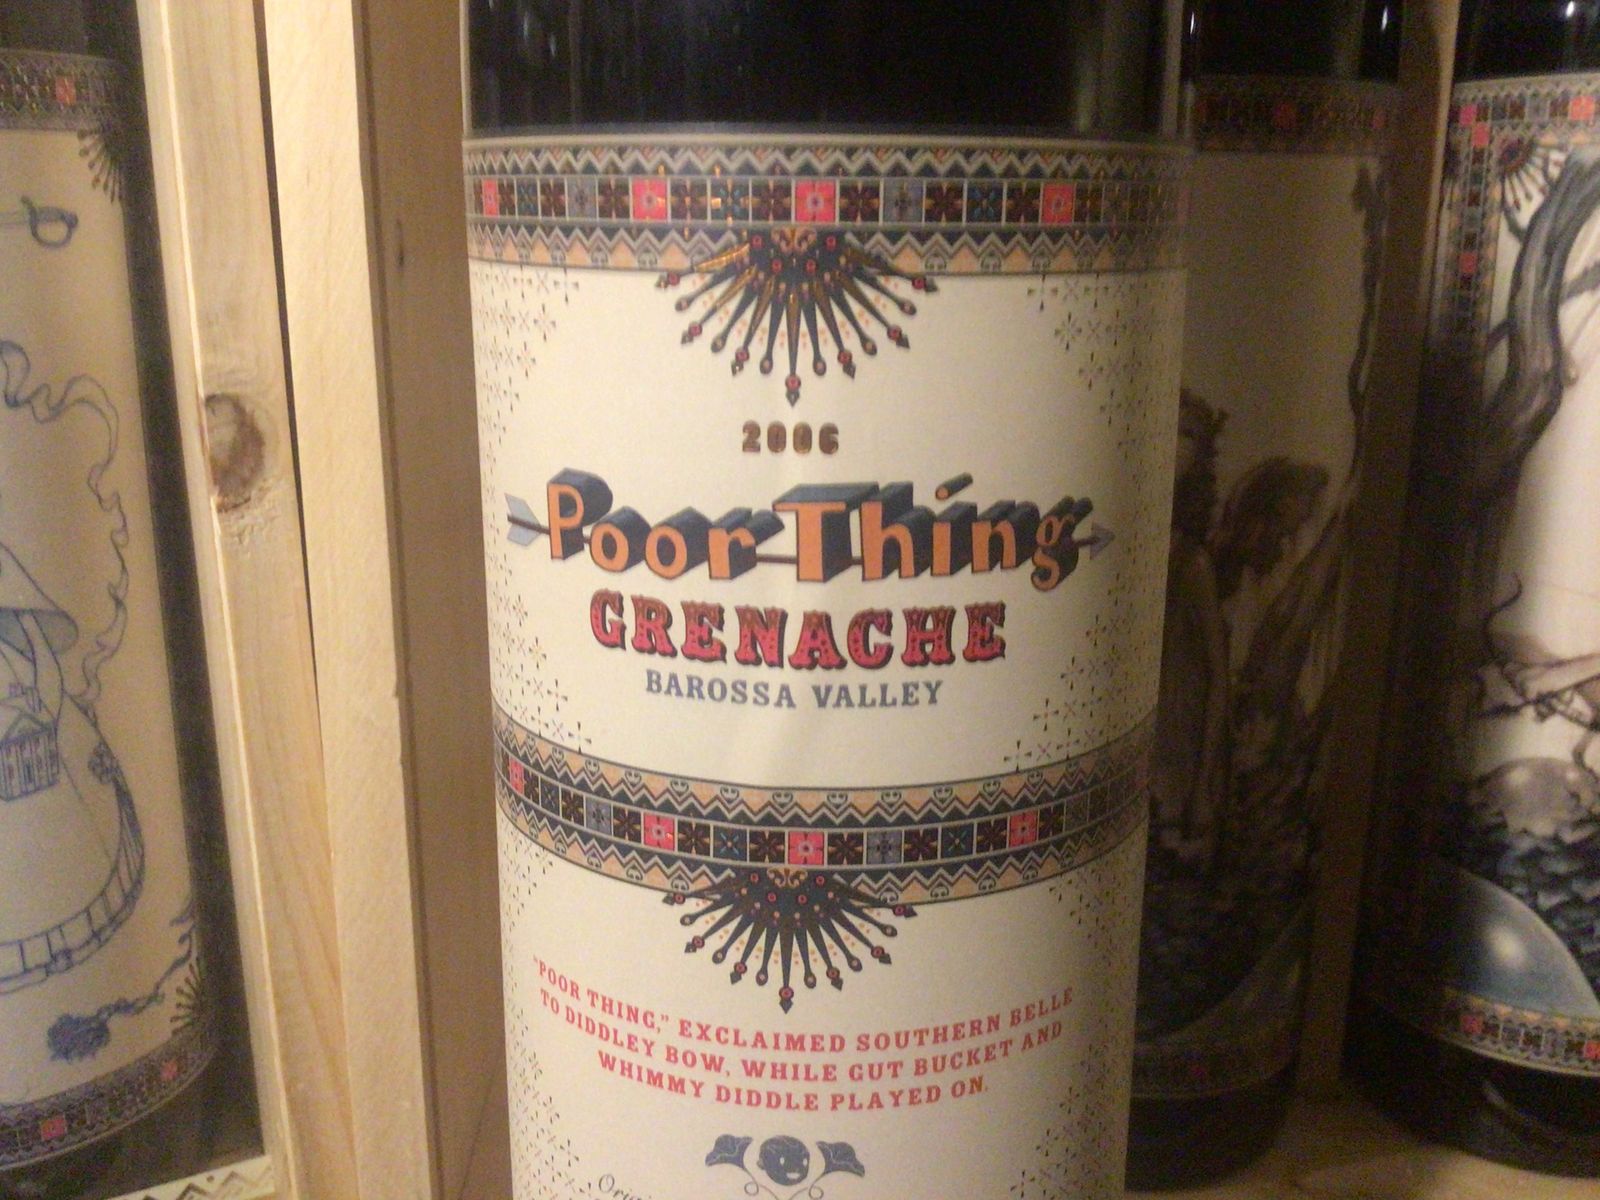 2006
Poor Thing
GRENACHE
BAROSSA VALLEY
"POOR THING," EXCLAIMED SOUTHERN BELLE
TO DIDDLEY BOW, WHILE GUT BUCKET AND
WHIMMY DIDDLE PLAYED ON.